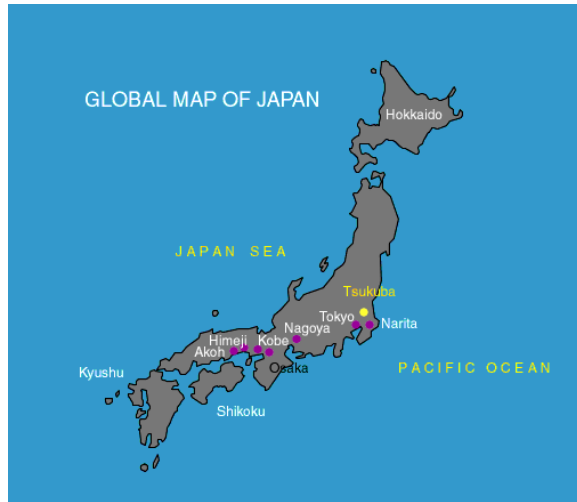 GLOBAL MAP OF JAPAN
Hokkaido
JAPAN SEA
Tsukuba
Tokyo
Narita
Nagoya
Himeji
Kobe
Akoh
Osaka
PACIFIC OCEAN
Kyushu
Shikoku